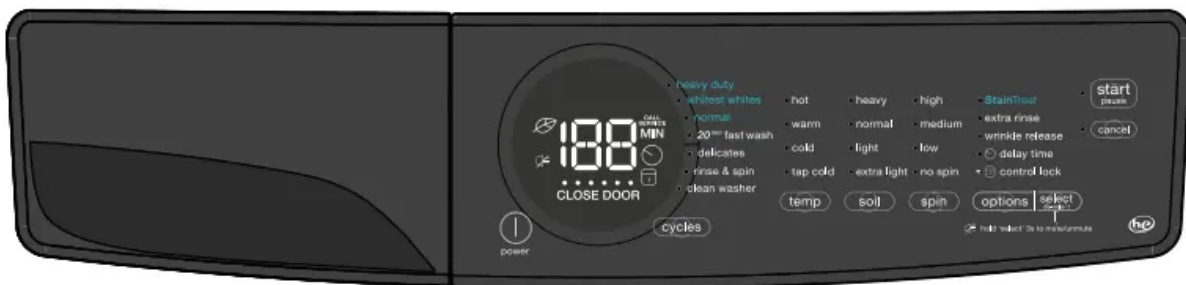 188
CALL
SERVICE
MIN
CLOSE DOOR
power
heavy duty
whitest whites
normal
20 min fast wash
delicates
rinse & spin
clean washer
cycles
hot
warm
cold
tap cold
temp
heavy
normal
light
extra light
soil
high
medium
low
no spin
spin
StainTreat
extra rinse
wrinkle release
delay time
control lock
options
select
hold 'select' 3s to mute/unmute
start
pause
cancel
he